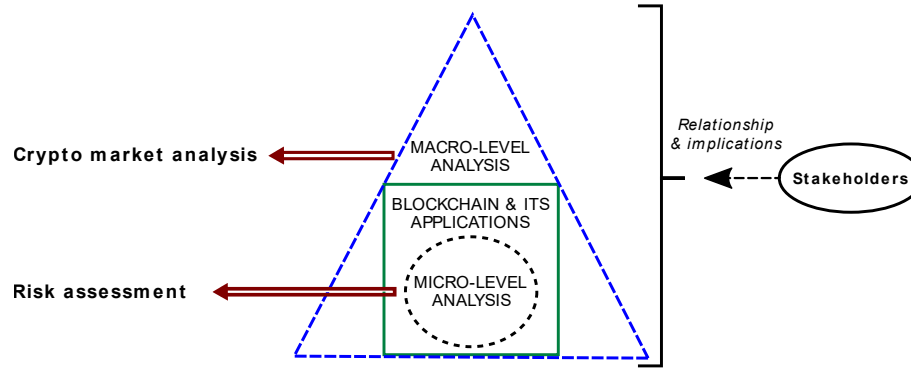 Crypto market analysis
MACRO-LEVEL
ANALYSIS
BLOCKCHAIN & ITS
APPLICATIONS
Risk assessment
MICRO-LEVEL
ANALYSIS
Relationship
& implications
Stakeholders